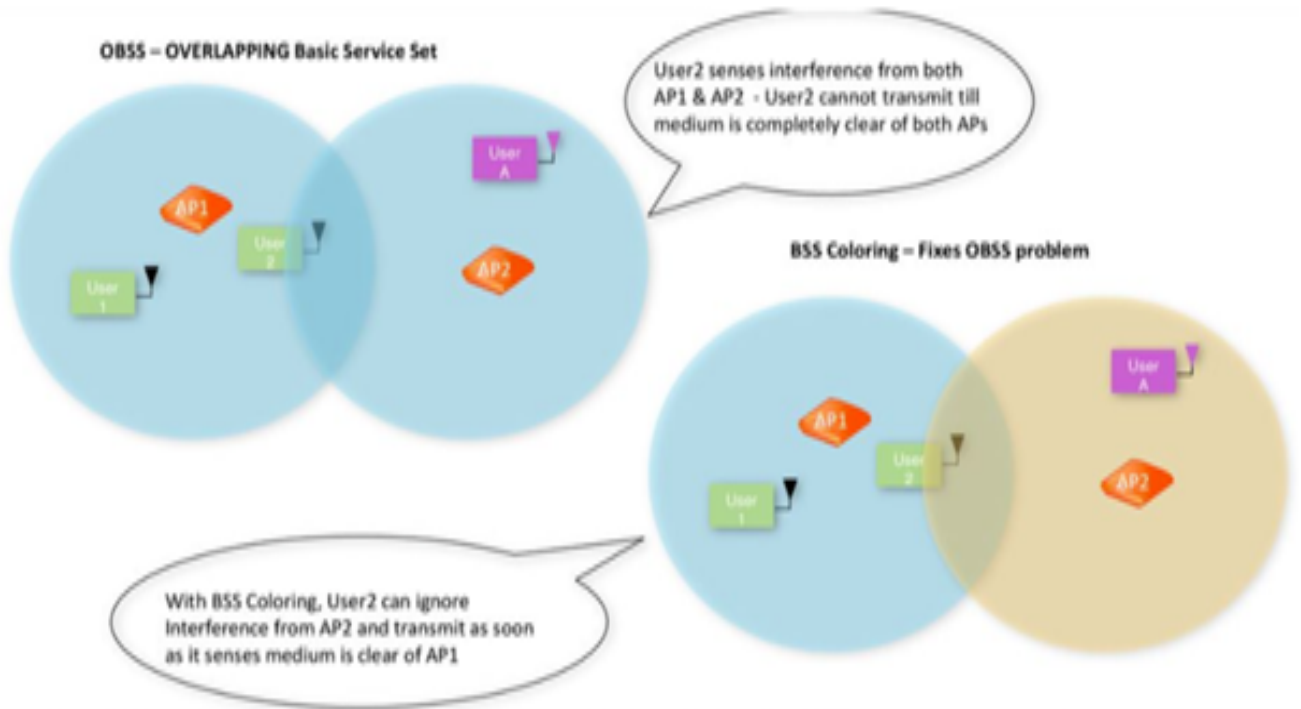 OBSS – OVERLAPPING Basic Service Set
User2 senses interference from both
AP1 & AP2 - User2 cannot transmit till
medium is completely clear of both APs
User
A
AP1
User
2
AP2
User
1
BSS Coloring = Fixes OBSS problem
User
A
AP1
User
2
AP2
User
1
With BSS Coloring, User2 can ignore
Interference from AP2 and transmit as soon
as it senses medium is clear of AP1